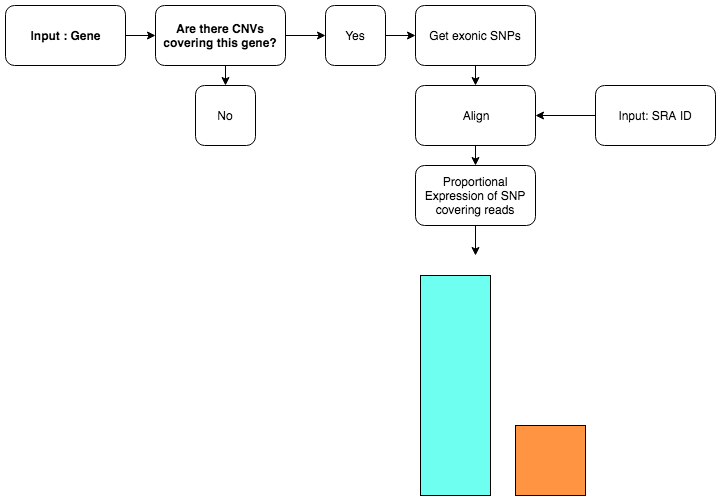 Input : Gene
Are there CNVs
covering this gene?
Yes
Get exonic SNPs
No
Align
Input: SRA ID
Proportional
Expression of SNP
covering reads